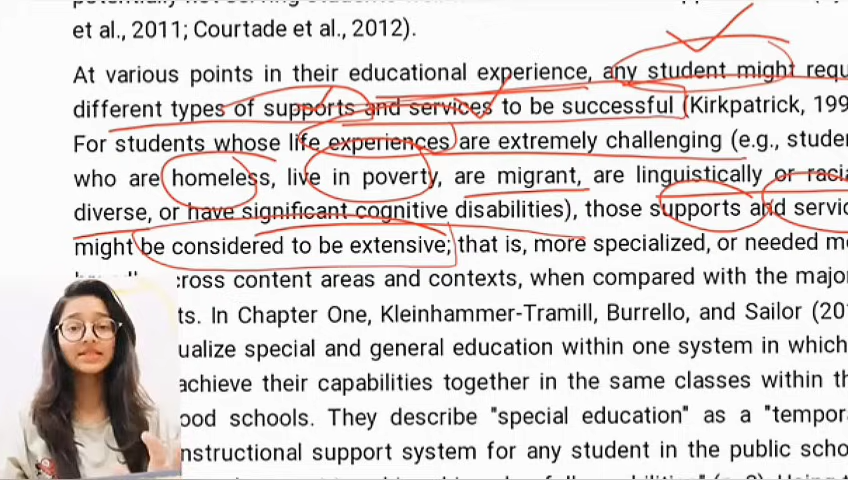 et al., 2011; Courtade et al., 2012).
At various points in their educational experience, any student might requ
different types of supports and services to be successful (Kirkpatrick, 199
For students whose life experiences are extremely challenging (e.g., studen
who are homeless, live in poverty, are migrant, are linguistically or racia
diverse, or have significant cognitive disabilities), those supports and servic
might be considered to be extensive; that is, more specialized, or needed mo
cross content areas and contexts, when compared with the major
ts. In Chapter One, Kleinhammer-Tramill, Burrello, and Sailor (201
ualize special and general education within one system in which
achieve their capabilities together in the same classes within th
ood schools. They describe "special education" as a "tempora
nstructional support system for any student in the public schoo